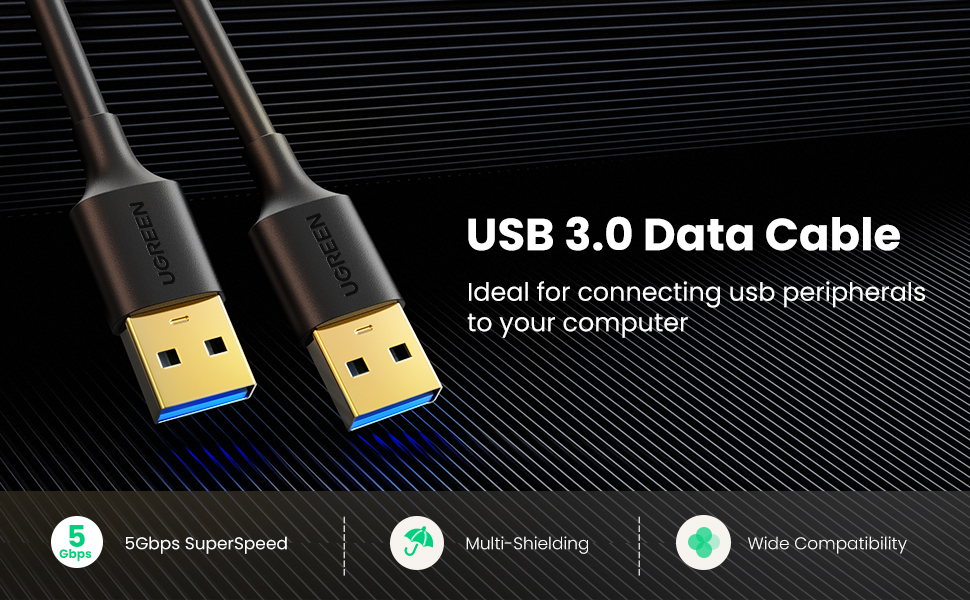 UGREEN
UGREEN
USB 3.0 Data Cable
Ideal for connecting usb peripherals
to your computer
5
Gbps
5Gbps SuperSpeed
Multi-Shielding
Wide Compatibility